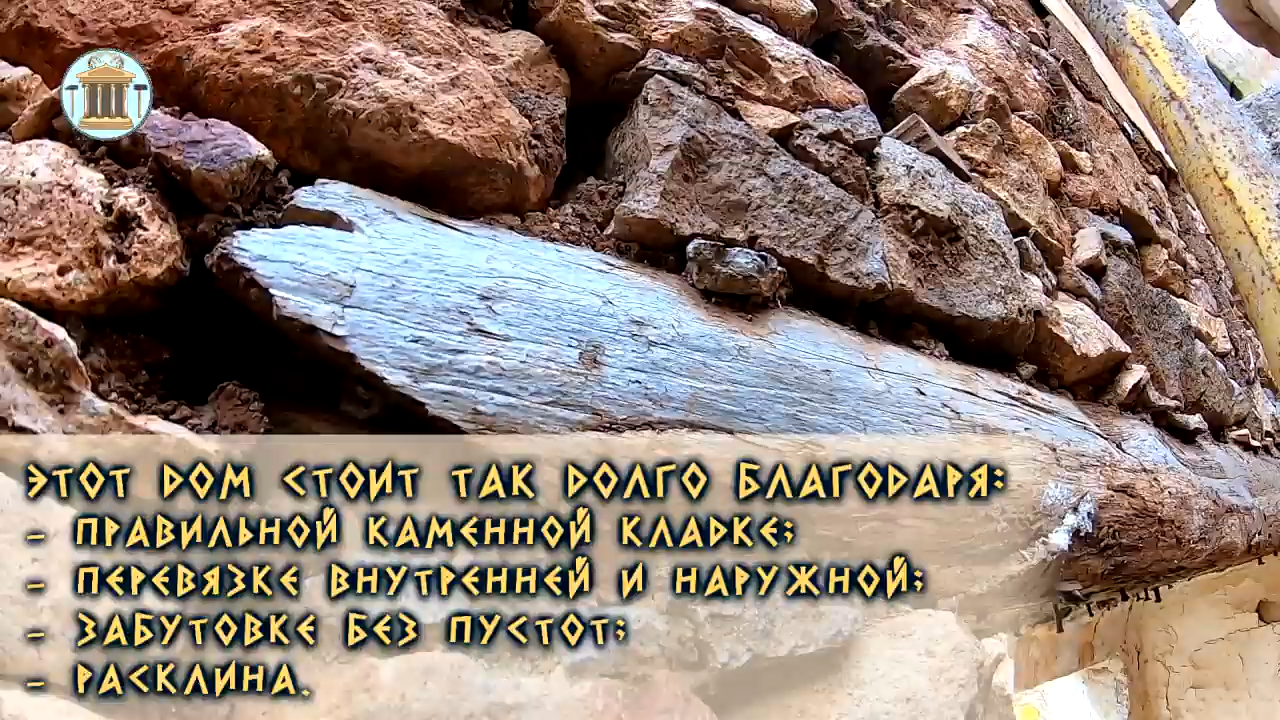 ЭТОТ ДОМ СТОИТ ТАК ДОЛГО БЛАГОДАРЯ:
- ПРАВИЛЬНОЙ КАМЕННОЙ КЛАДКЕ;
- ПЕРЕВЯЗКЕ ВНУТРЕННЕЙ И НАРУЖНОЙ;
- ЗАБУТОВКЕ БЕЗ ПУСТОТ;
- РАСКЛИНА.